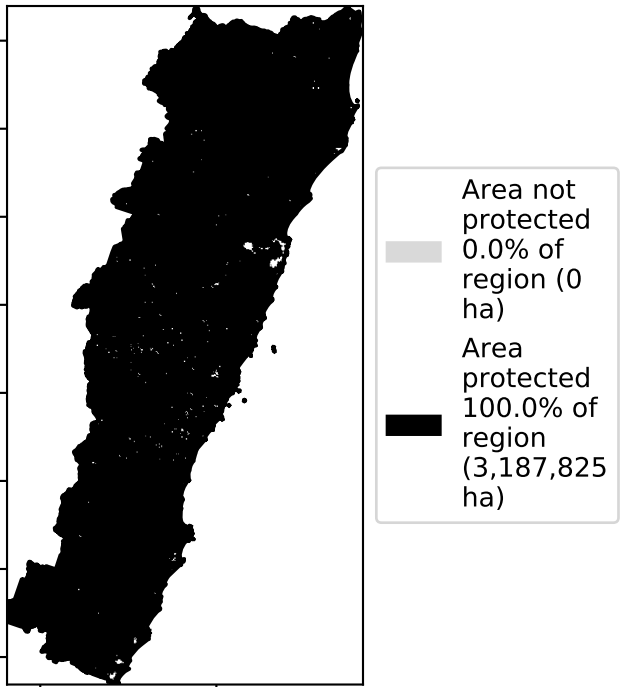 Area not
protected
0.0% of
region (0
ha)
Area
protected
100.0% of
region
(3,187,825
ha)